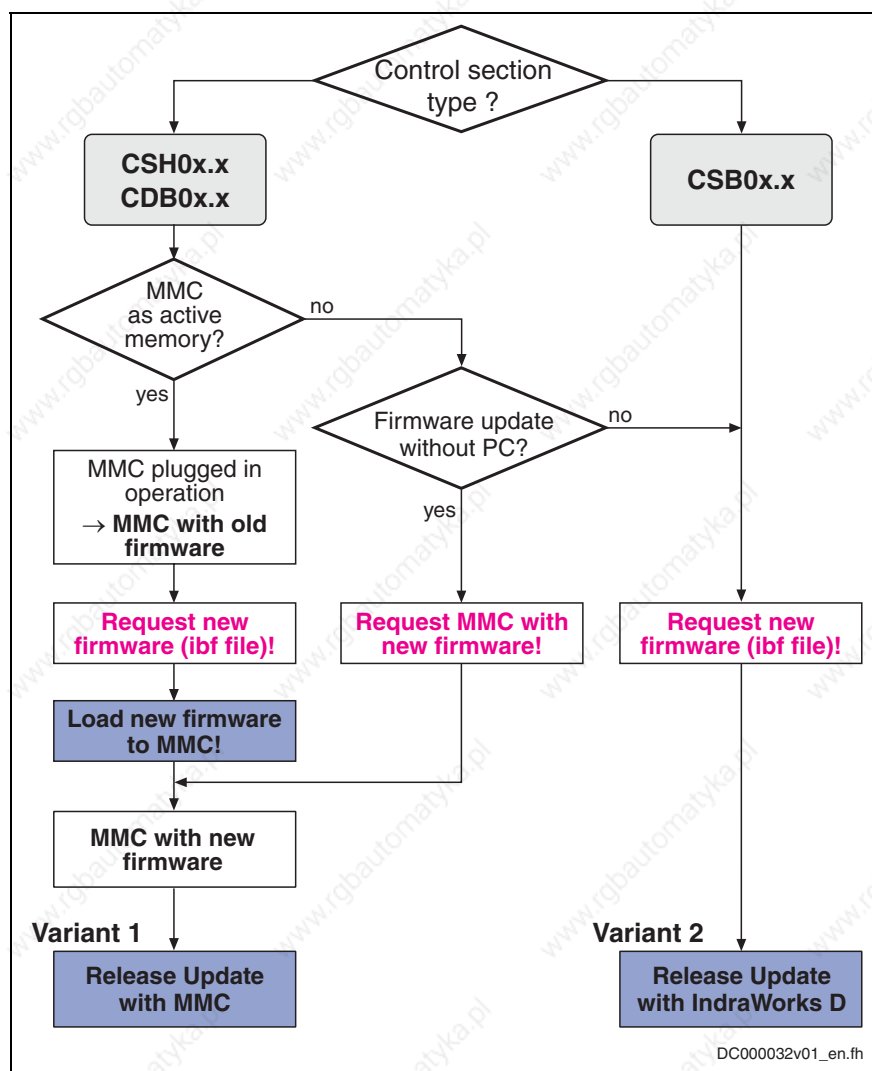 Control section
type ?
CSH0x.x
CDB0x.x
CSB0x.x
MMC
as active
memory?
no
yes
Firmware update
without PC?
no
yes
MMC plugged in
operation
→ MMC with old
firmware
Request new
firmware (ibf file)!
Request MMC with
new firmware!
Request new
firmware (ibf file)!
Load new firmware
to MMC!
MMC with new
firmware
Variant 1
Release Update
with MMC
Variant 2
Release Update
with IndraWorks D
DC000032v01_en.fh
www.rgbautomatyka.pl